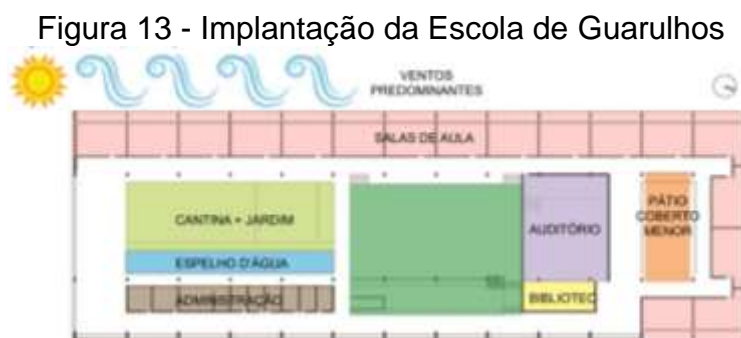 Figura 13 - Implantação da Escola de Guarulhos
VENTOS
PREDOMINANTES
SALAS DE AULA
CANTINA + JARDIM
ESPELHO D'ÁGUA
ADMINISTRAÇÃO
AUDITÓRIO
BIBLIOTEC
PÁTIO
COBERTO
MENOR